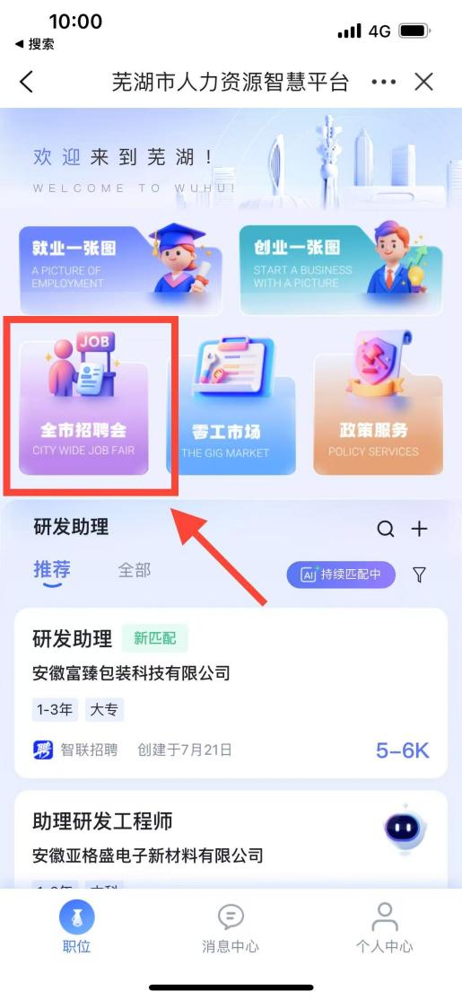 10:00
4G
搜索
芜湖市人力资源智慧平台
欢迎来到芜湖!
WELCOME TO WUHU!
就业一张图
A PICTURE OF
EMPLOYMENT
创业一张图
START A BUSINESS
WITH A PICTURE
JOB
全市招聘会
CITY WIDE JOB FAIR
零工市场
THE GIG MARKET
政策服务
POLICY SERVICES
研发助理
推荐
全部
AI 持续匹配中
研发助理
新匹配
安徽富臻包装科技有限公司
1-3年 大专
聘 智联招聘 创建于7月21日
5-6K
助理研发工程师
安徽亚格盛电子新材料有限公司
职位
消息中心
个人中心